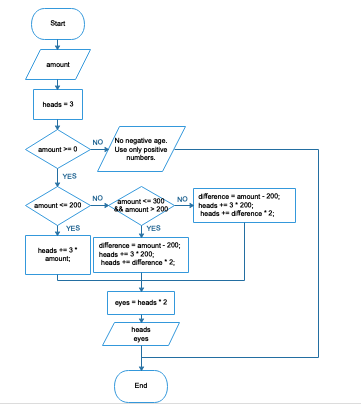 Start
amount
heads = 3
amount >= 0
NO
No negative age.
Use only positive
numbers.
YES
amount <= 200
NO
amount <= 300
&& amount > 200
NO
difference = amount - 200;
heads += 3 * 200;
heads += difference * 2;
YES
YES
heads += 3 *
amount;
difference = amount - 200;
heads += 3 * 200;
heads += difference * 2;
eyes = heads * 2
heads
eyes
End